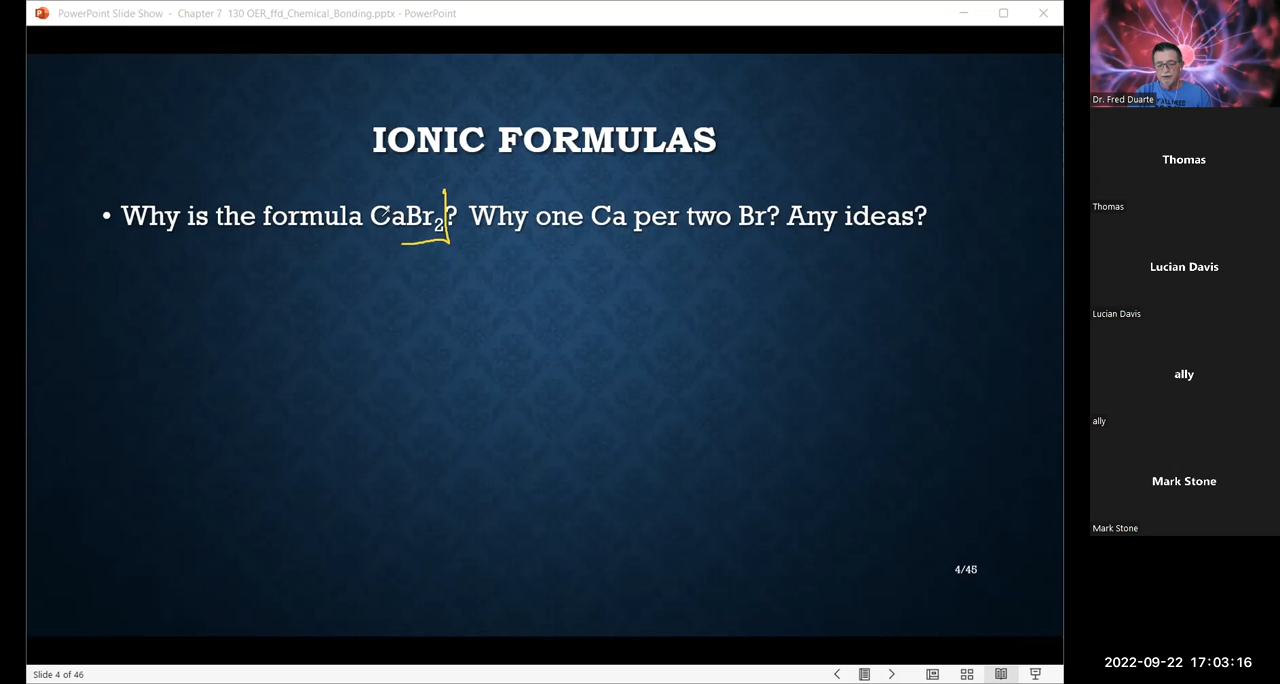 PowerPoint Slide Show - Chapter 7 130 OER_ffd_Chemical_Bonding.pptx - PowerPoint
IONIC FORMULAS
• Why is the formula CaBr₂? Why one Ca per two Br? Any ideas?
4/45
Slide 4 of 46
Dr. Fred Duarte
Thomas
Thomas
Lucian Davis
Lucian Davis
ally
ally
Mark Stone
Mark Stone
2022-09-22 17:03:16